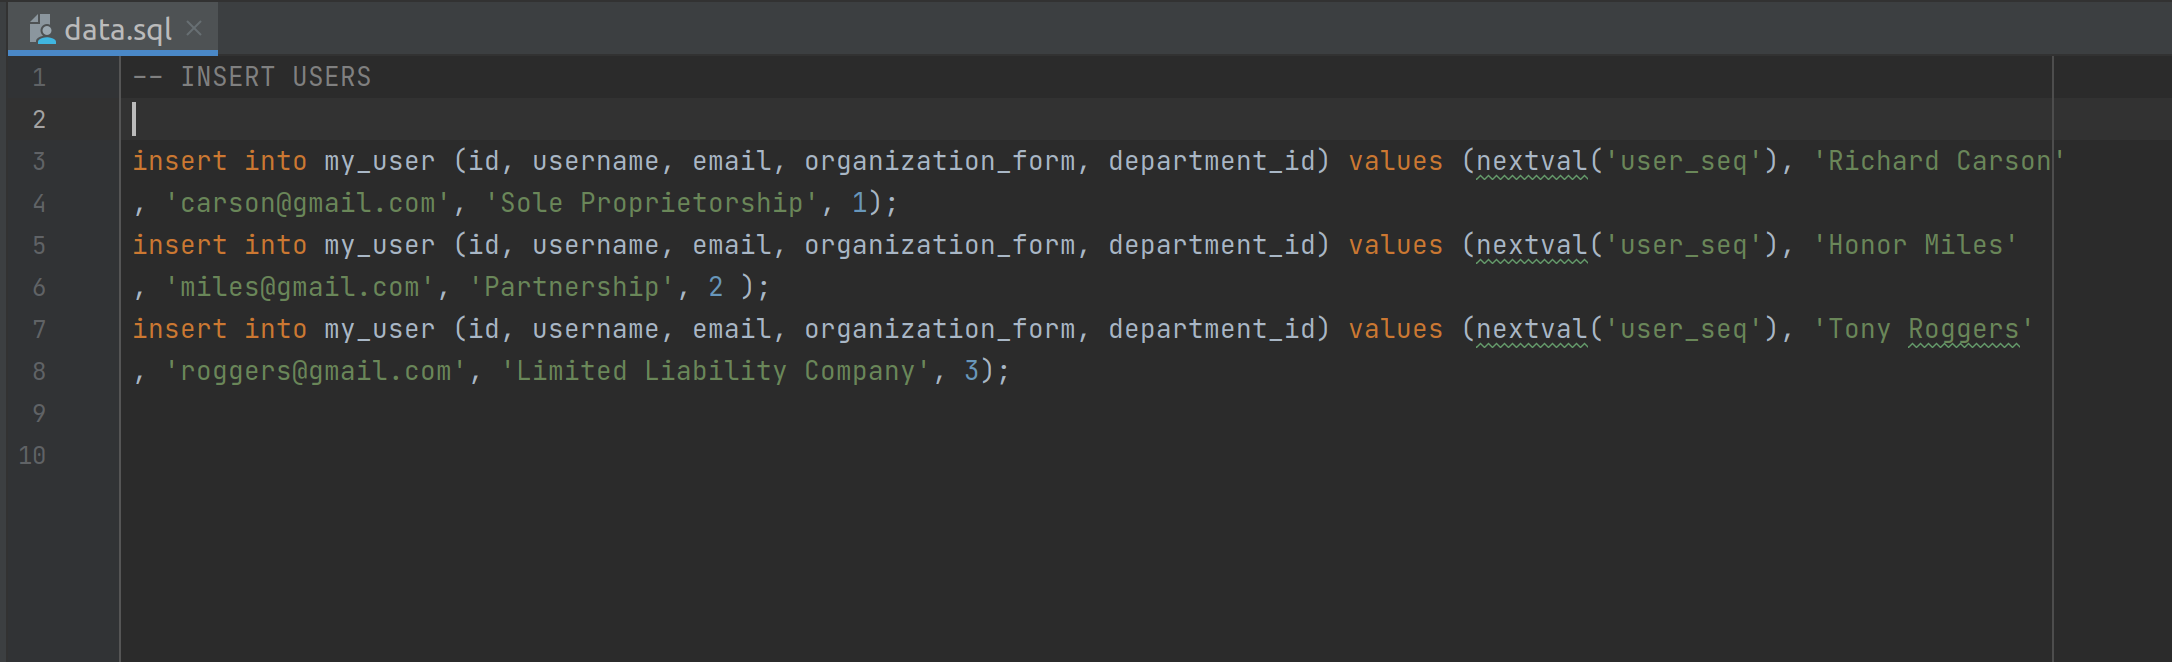 data.sql
1 -- INSERT USERS
2
3 insert into my_user (id, username, email, organization_form, department_id) values (nextval('user_seq'), 'Richard Carson'
4 , 'carson@gmail.com', 'Sole Proprietorship', 1);
5 insert into my_user (id, username, email, organization_form, department_id) values (nextval('user_seq'), 'Honor Miles'
6 , 'miles@gmail.com', 'Partnership', 2 );
7 insert into my_user (id, username, email, organization_form, department_id) values (nextval('user_seq'), 'Tony Roggers'
8 , 'roggers@gmail.com', 'Limited Liability Company', 3);
9
10